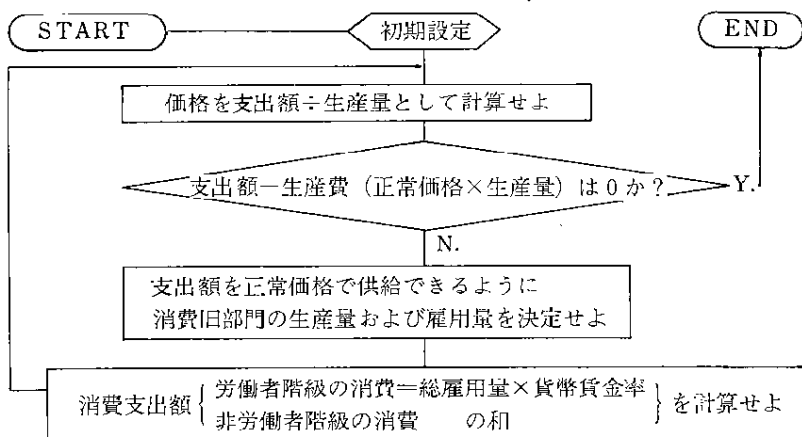 START
初期設定
END
価格を支出額÷生産量として計算せよ
支出額－生産費（正常価格×生産量）は0か？
Y.
N.
支出額を正常価格で供給できるように
消費旧部門の生産量および雇用量を決定せよ
消費支出額{労働者階級の消費＝総雇用量×貨幣賃金率
非労働者階級の消費　の和}を計算せよ